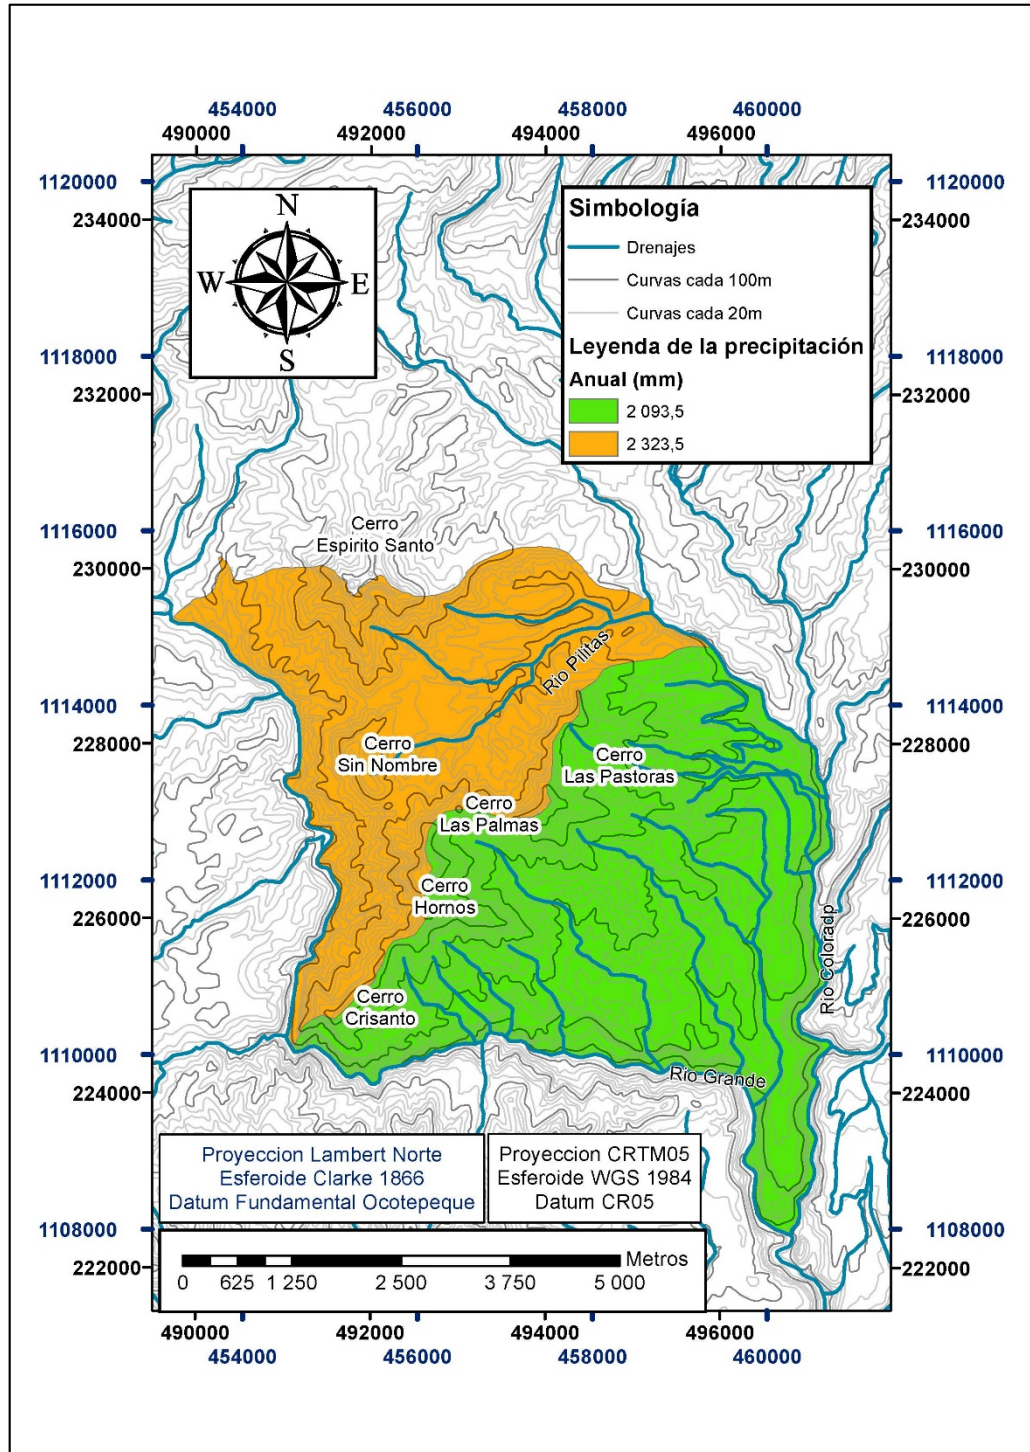 454000 456000 458000 460000
490000 492000 494000 496000
1120000 1120000
234000 234000
N
W E
S
Simbología
Drenajes
Curvas cada 100m
Curvas cada 20m
Leyenda de la precipitación
Anual (mm)
2 093,5
2 323,5
1118000 1118000
232000 232000
1116000 1116000
230000 230000
Cerro
Espirito Santo
Rio Pilitas
1114000 1114000
228000 228000
Cerro
Sin Nombre
Cerro
Las Pastoras
Cerro
Las Palmas
1112000 1112000
226000 226000
Cerro
Hornos
Rio Coloradp
Cerro
Crisanto
1110000 1110000
224000 224000
Rio Grande
Proyeccion Lambert Norte
Esferoide Clarke 1866
Datum Fundamental Ocotepeque
Proyeccion CRTM05
Esferoide WGS 1984
Datum CR05
1108000 1108000
222000 222000
Metros
0 625 1 250 2 500 3 750 5 000
490000 492000 494000 496000
454000 456000 458000 460000